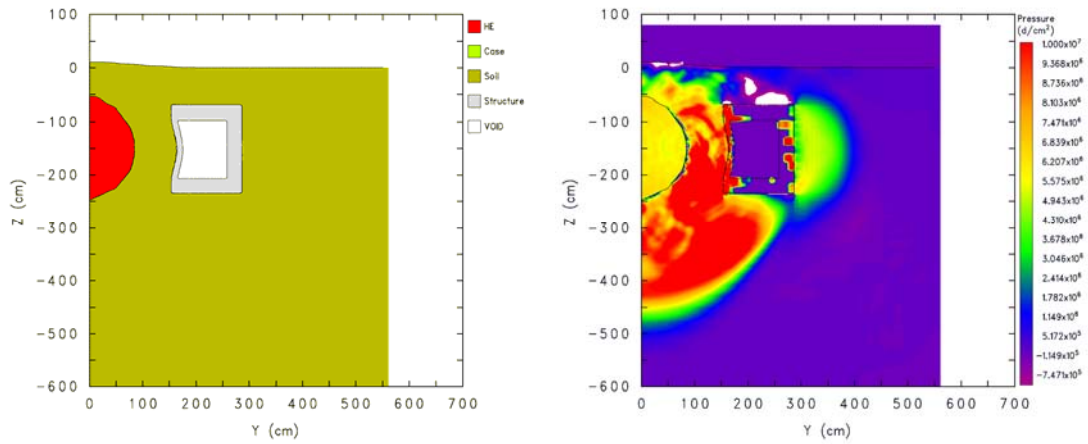 HE
Case
Soil
Structure
VOID
100
0
-100
-200
-300
-400
-500
-600
Z (cm)
0 100 200 300 400 500 600 700
Y (cm)
100
0
-100
-200
-300
-400
-500
-600
Z (cm)
0 100 200 300 400 500 600 700
Y (cm)
Pressure
(d/cm²)
1.000x10⁷
9.368x10⁶
8.103x10⁶
7.471x10⁶
6.839x10⁶
6.207x10⁶
5.575x10⁶
4.943x10⁶
4.310x10⁶
3.678x10⁶
3.046x10⁶
2.414x10⁶
1.782x10⁶
1.149x10⁶
5.172x10⁵
-1.149x10⁵
-7.471x10⁵